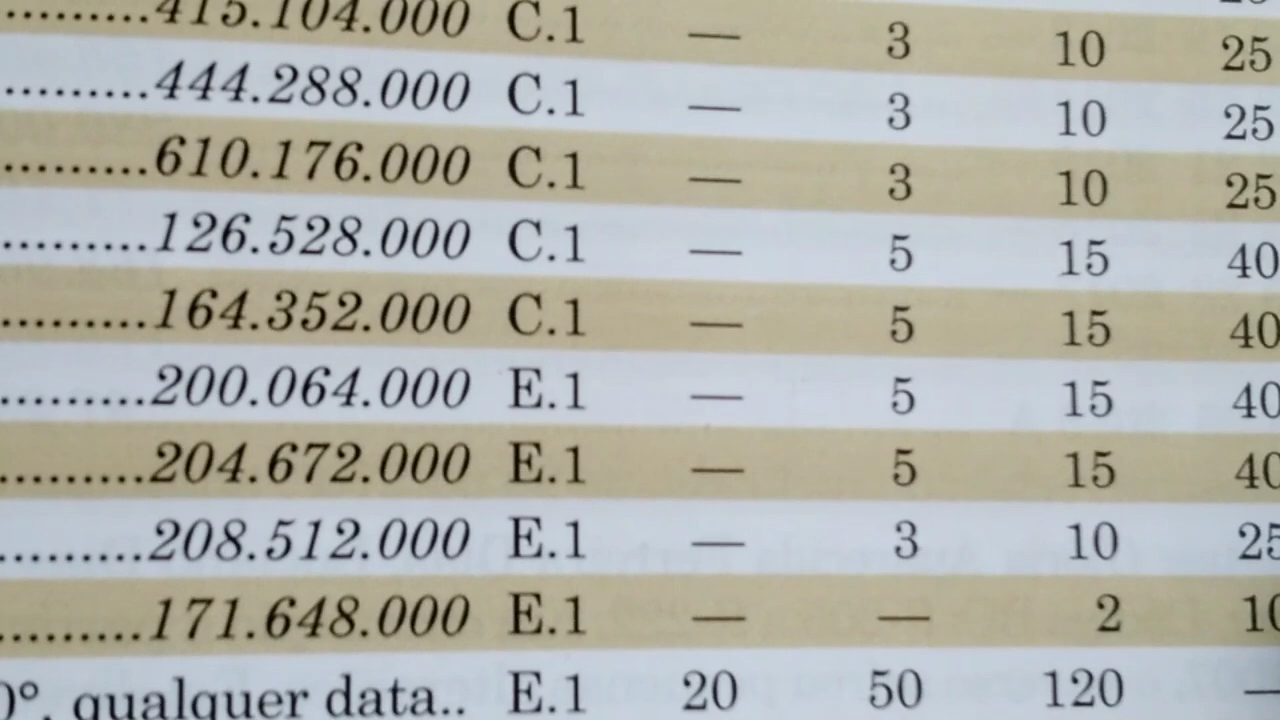 .........415.104.000 C.1 — 3 10 25
.........444.288.000 C.1 — 3 10 25
.........610.176.000 C.1 — 3 10 25
.........126.528.000 C.1 — 5 15 40
.........164.352.000 C.1 — 5 15 40
.........200.064.000 E.1 — 5 15 40
.........204.672.000 E.1 — 5 15 40
.........208.512.000 E.1 — 3 10 25
.........171.648.000 E.1 — — 2 10
0°. qualquer data.. E.1 20 50 120 —